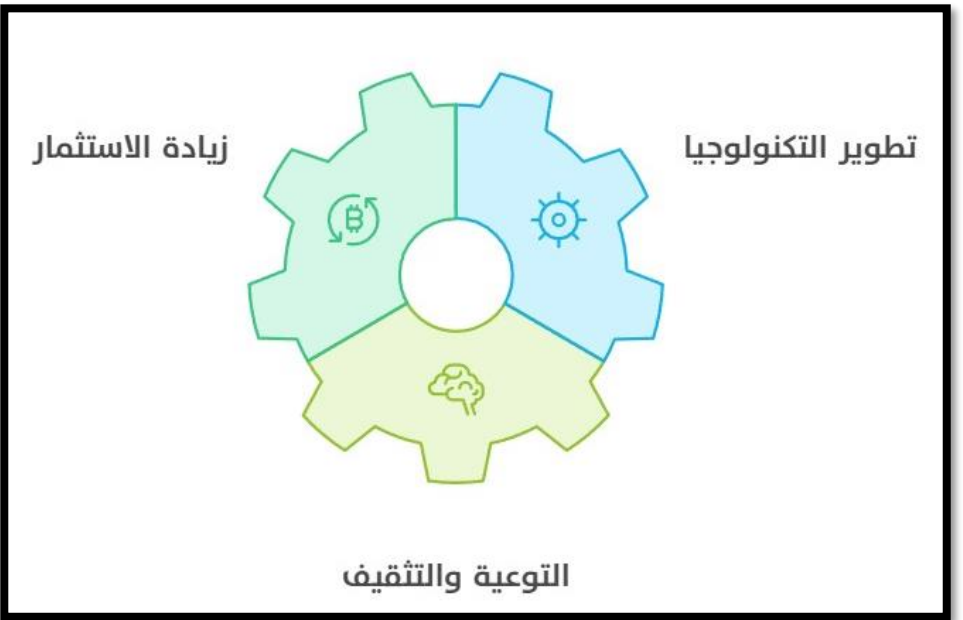 تطوير التكنولوجيا
زيادة الاستثمار
التوعية والتثقيف